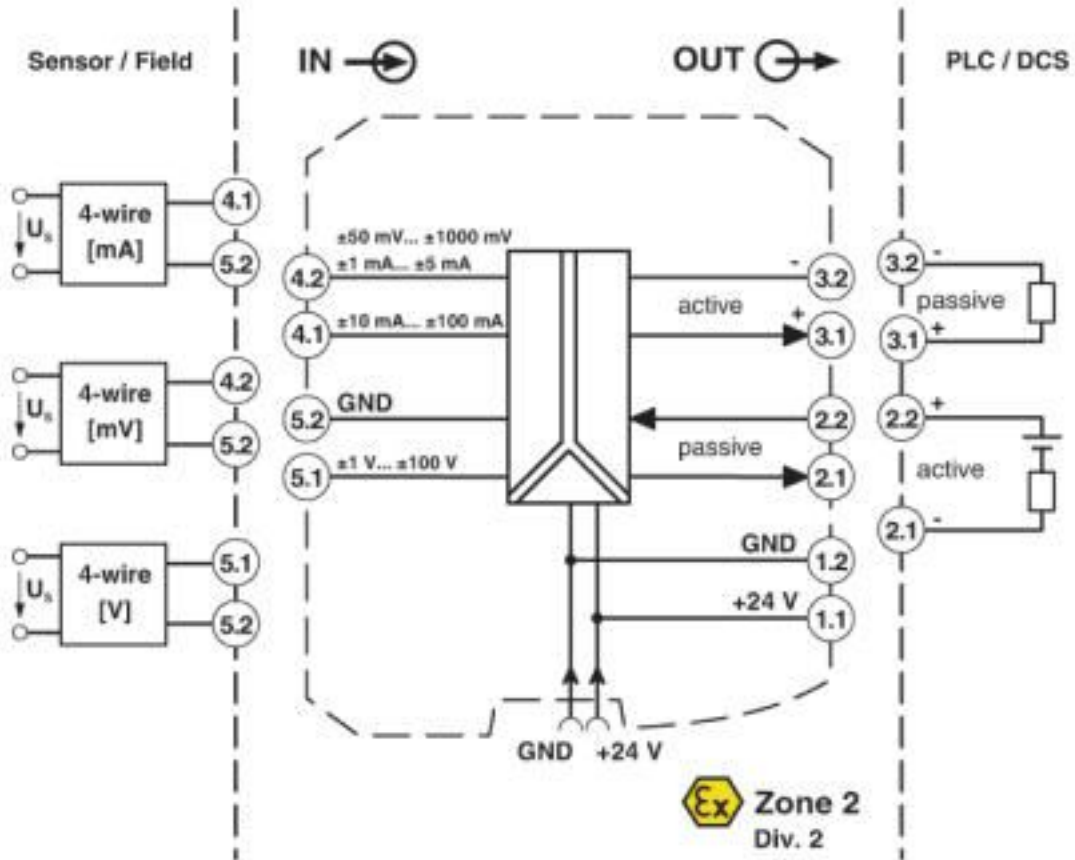 Sensor / Field
IN
OUT
PLC / DCS
4-wire
[mA]
Us
4.1
5.2
4-wire
[mV]
Us
4.2
5.2
4-wire
[V]
Us
5.1
5.2
±50 mV... ±1000 mV
4.2
±1 mA... ±5 mA
4.1
±10 mA... ±100 mA
5.2
GND
5.1
±1 V... ±100 V
-
3.2
active
+
3.1
2.2
passive
2.1
GND
1.2
+24 V
1.1
3.2
-
passive
3.1
+
2.2
+
active
2.1
-
GND
+24 V
Ex
Zone 2
Div. 2